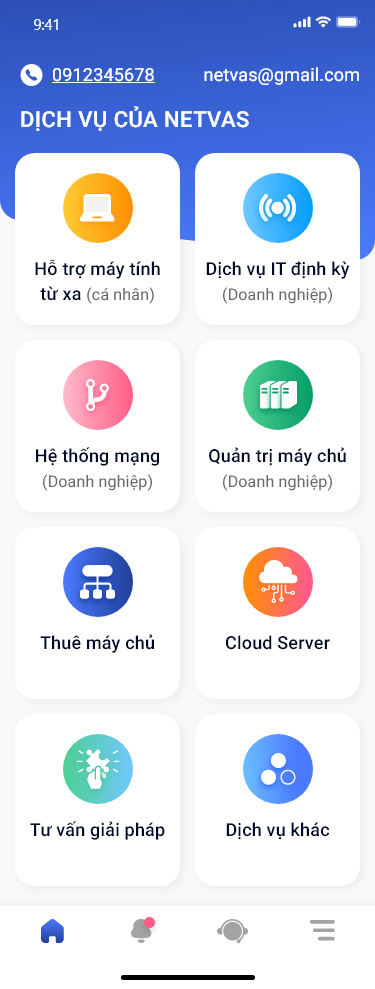 9:41
0912345678
netvas@gmail.com
DỊCH VỤ CỦA NETVAS
Hỗ trợ máy tính
từ xa (cá nhân)
Dịch vụ IT định kỳ
(Doanh nghiệp)
Hệ thống mạng
(Doanh nghiệp)
Quản trị máy chủ
(Doanh nghiệp)
Thuê máy chủ
Cloud Server
Tư vấn giải pháp
Dịch vụ khác